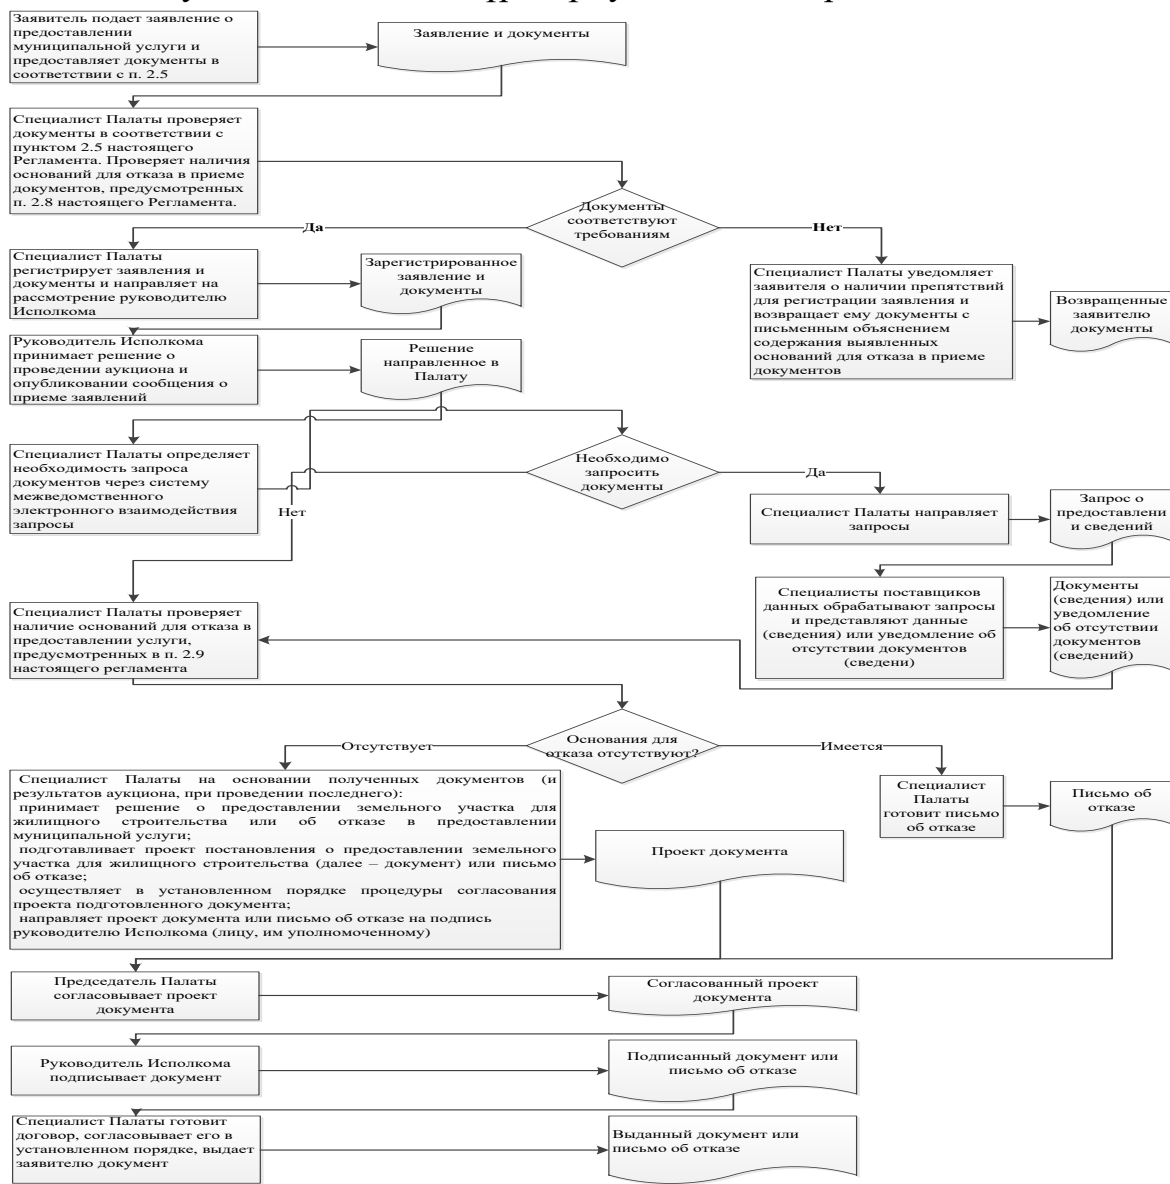 Заявитель подает заявление о
предоставлении
муниципальной услуги и
предоставляет документы в
соответствии с п. 2.5
Заявление и документы
Специалист Палаты проверяет
документы в соответствии с
пунктом 2.5 настоящего
Регламента. Проверяет наличия
оснований для отказа в приеме
документов, предусмотренных
п. 2.8 настоящего Регламента.
Документы
соответствуют
требованиям
Да
Нет
Специалист Палаты
регистрирует заявления и
документы и направляет на
рассмотрение руководителю
Исполкома
Зарегистрированное
заявление и
документы
Специалист Палаты уведомляет
заявителя о наличии препятствий
для регистрации заявления и
возвращает ему документы с
письменным объяснением
содержания выявленных
оснований для отказа в приеме
документов
Возвращенные
заявителю
документы
Руководитель Исполкома
принимает решение о
проведении аукциона и
опубликовании сообщения о
приеме заявлений
Решение
направленное в
Палату
Специалист Палаты определяет
необходимость запроса
документов через систему
межведомственного
электронного взаимодействия
запросы
Необходимо
запросить
документы
Да
Нет
Специалист Палаты направляет
запросы
Запрос о
предоставлени
и сведений
Специалисты поставщиков
данных обрабатывают запросы
и представляют данные
(сведения) или уведомление об
отсутствии документов
(сведени)
Документы
(сведения) или
уведомление
об отсутствии
документов
(сведений)
Специалист Палаты проверяет
наличие оснований для отказа в
предоставлении услуги,
предусмотренных в п. 2.9
настоящего регламента
Основания для
отказа отсутствуют?
Отсутствует
Имеется
Специалист Палаты на основании полученных документов (и
результатов аукциона, при проведении последнего):
принимает решение о предоставлении земельного участка для
жилищного строительства или об отказе в предоставлении
муниципальной услуги;
подготавливает проект постановления о предоставлении земельного
участка для жилищного строительства (далее – документ) или письмо
об отказе;
осуществляет в установленном порядке процедуры согласования
проекта подготовленного документа;
направляет проект документа или письмо об отказе на подпись
руководителю Исполкома (лицу, им уполномоченному)
Проект документа
Специалист
Палаты
готовит письмо
об отказе
Письмо об
отказе
Председатель Палаты
согласовывает проект
документа
Согласованный проект
документа
Руководитель Исполкома
подписывает документ
Подписанный документ или
письмо об отказе
Специалист Палаты готовит
договор, согласовывает его в
установленном порядке, выдает
заявителю документ
Выданный документ или
письмо об отказе